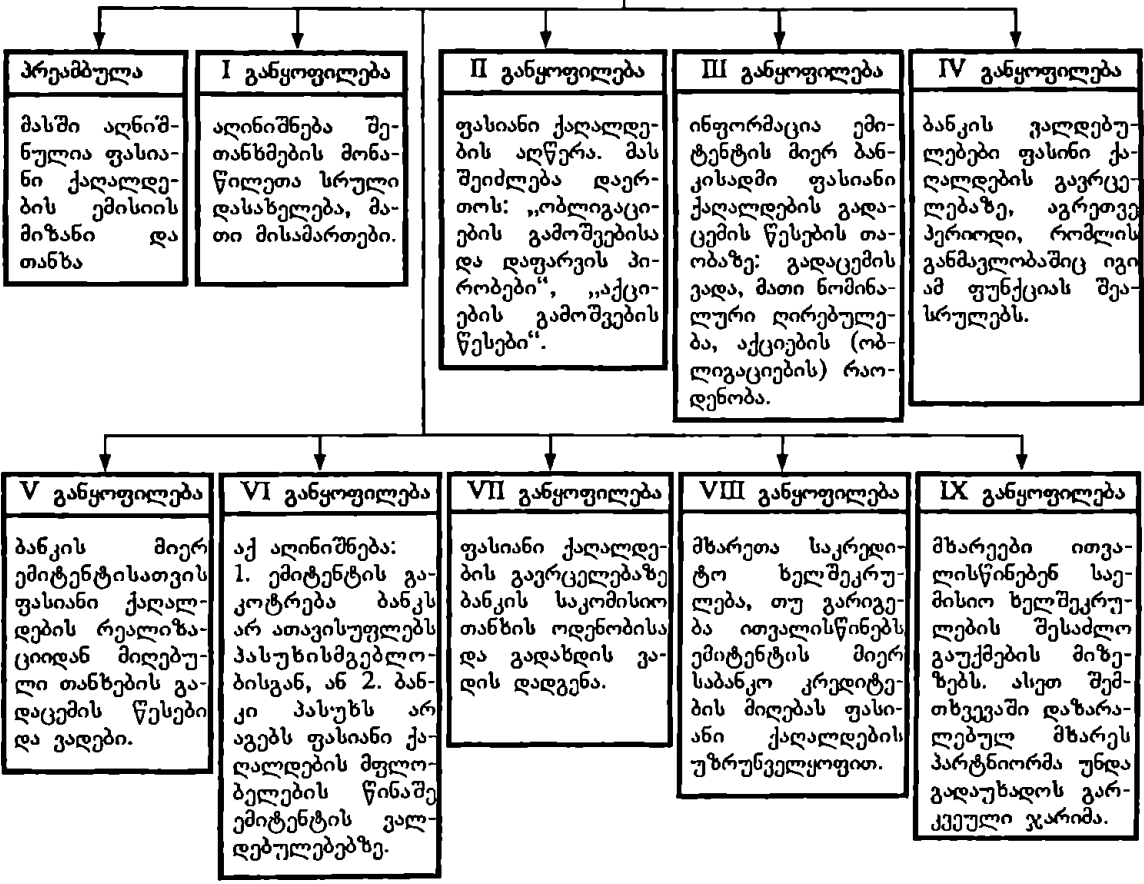 პრეამბულა
მასში აღნიშ-
ნულია ფასია-
ნი ქაღალდე-
ბის ემისიის
მიზანი და
თანხა
I განყოფილება
აღინიშნება შე-
თანხმების მონა-
წილეთა სრული
დასახელება, მა-
თი მისამართები.
II განყოფილება
ფასიანი ქაღალდე-
ბის აღწერა. მას
შეიძლება დაერ-
თოს: „ობლიგაცი-
ების გამოშვებისა
და დაფარვის პი-
რობები“, „აქცი-
ების გამოშვების
წესები“.
III განყოფილება
ინფორმაცია ემი-
ტენტის მიერ ბან-
კისადმი ფასიანი
ქაღალდების გადა-
ცემის წესების თა-
ობაზე: გადაცემის
ვადა, მათი ნომინა-
ლური ღირებულე-
ბა, აქციების (ობ-
ლიგაციების) რაო-
დენობა.
IV განყოფილება
ბანკის ვალდებუ-
ლებები ფასინი ქა-
ღალდების გავრცე-
ლებაზე, აგრეთვე
პერიოდი, რომლის
განმავლობაშიც იგი
ამ ფუნქციას შეა-
სრულებს.
V განყოფილება
ბანკის მიერ
ემიტენტისათვის
ფასიანი ქაღალ-
დების რეალიზა-
ციიდან მიღებუ-
ლი თანხების გა-
დაცემის წესები
და ვადები.
VI განყოფილება
აქ აღინიშნება:
1. ემიტენტის გა-
კოტრება ბანკს
არ ათავისუფლებს
პასუხისმგებლო-
ბისგან, ან 2. ბან-
კი პასუხს არ
აგებს ფასიანი ქა-
ღალდების მფლო-
ბელების წინაშე
ემიტენტის ვალ-
დებულებებზე.
VII განყოფილება
ფასიანი ქაღალდე-
ბის გავრცელებაზე
ბანკის საკომისიო
თანხის ოდენობისა
და გადახდის ვა-
დის დადგენა.
VIII განყოფილება
მხარეთა საკრედი-
ტო ხელშეკრუ-
ლება, თუ გარიგე-
ბა ითვალისწინებს
ემიტენტის მიერ
საბანკო კრედიტე-
ბის მიღებას ფასი-
ანი ქაღალდების
უზრუნველყოფით.
IX განყოფილება
მხარეები ითვა-
ლისწინებენ საე-
მისიო ხელშეკრუ-
ლების შესაძლო
გაუქმების მიზე-
ზებს. ასეთ შემ-
თხვევაში დაზარა-
ლებულ მხარეს
პარტნიორმა უნდა
გადაუხადოს გარ-
კვეული ჯარიმა.